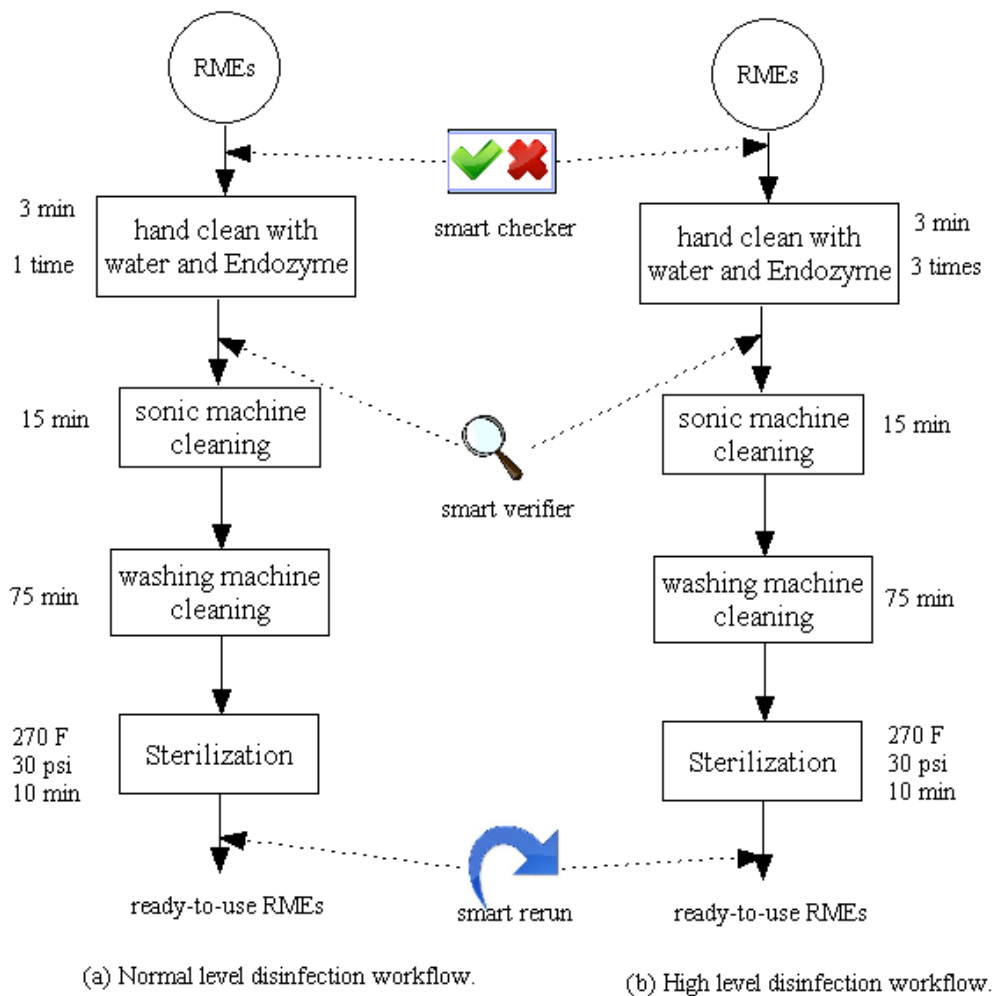 RMEs
3 min
1 time
hand clean with
water and Endozyme
15 min
sonic machine
cleaning
75 min
washing machine
cleaning
270 F
30 psi
10 min
Sterilization
ready-to-use RMEs
(a) Normal level disinfection workflow.
smart checker
smart verifier
smart rerun
RMEs
hand clean with
water and Endozyme
3 min
3 times
sonic machine
cleaning
15 min
washing machine
cleaning
75 min
Sterilization
270 F
30 psi
10 min
ready-to-use RMEs
(b) High level disinfection workflow.